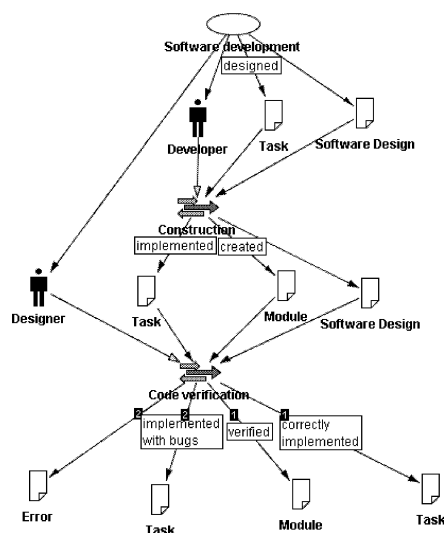 Software development
designed
Developer
Task
Software Design
Construction
implemented
created
Designer
Task
Module
Software Design
Code verification
2
2
1
1
implemented
with bugs
verified
correctly
implemented
Error
Task
Module
Task